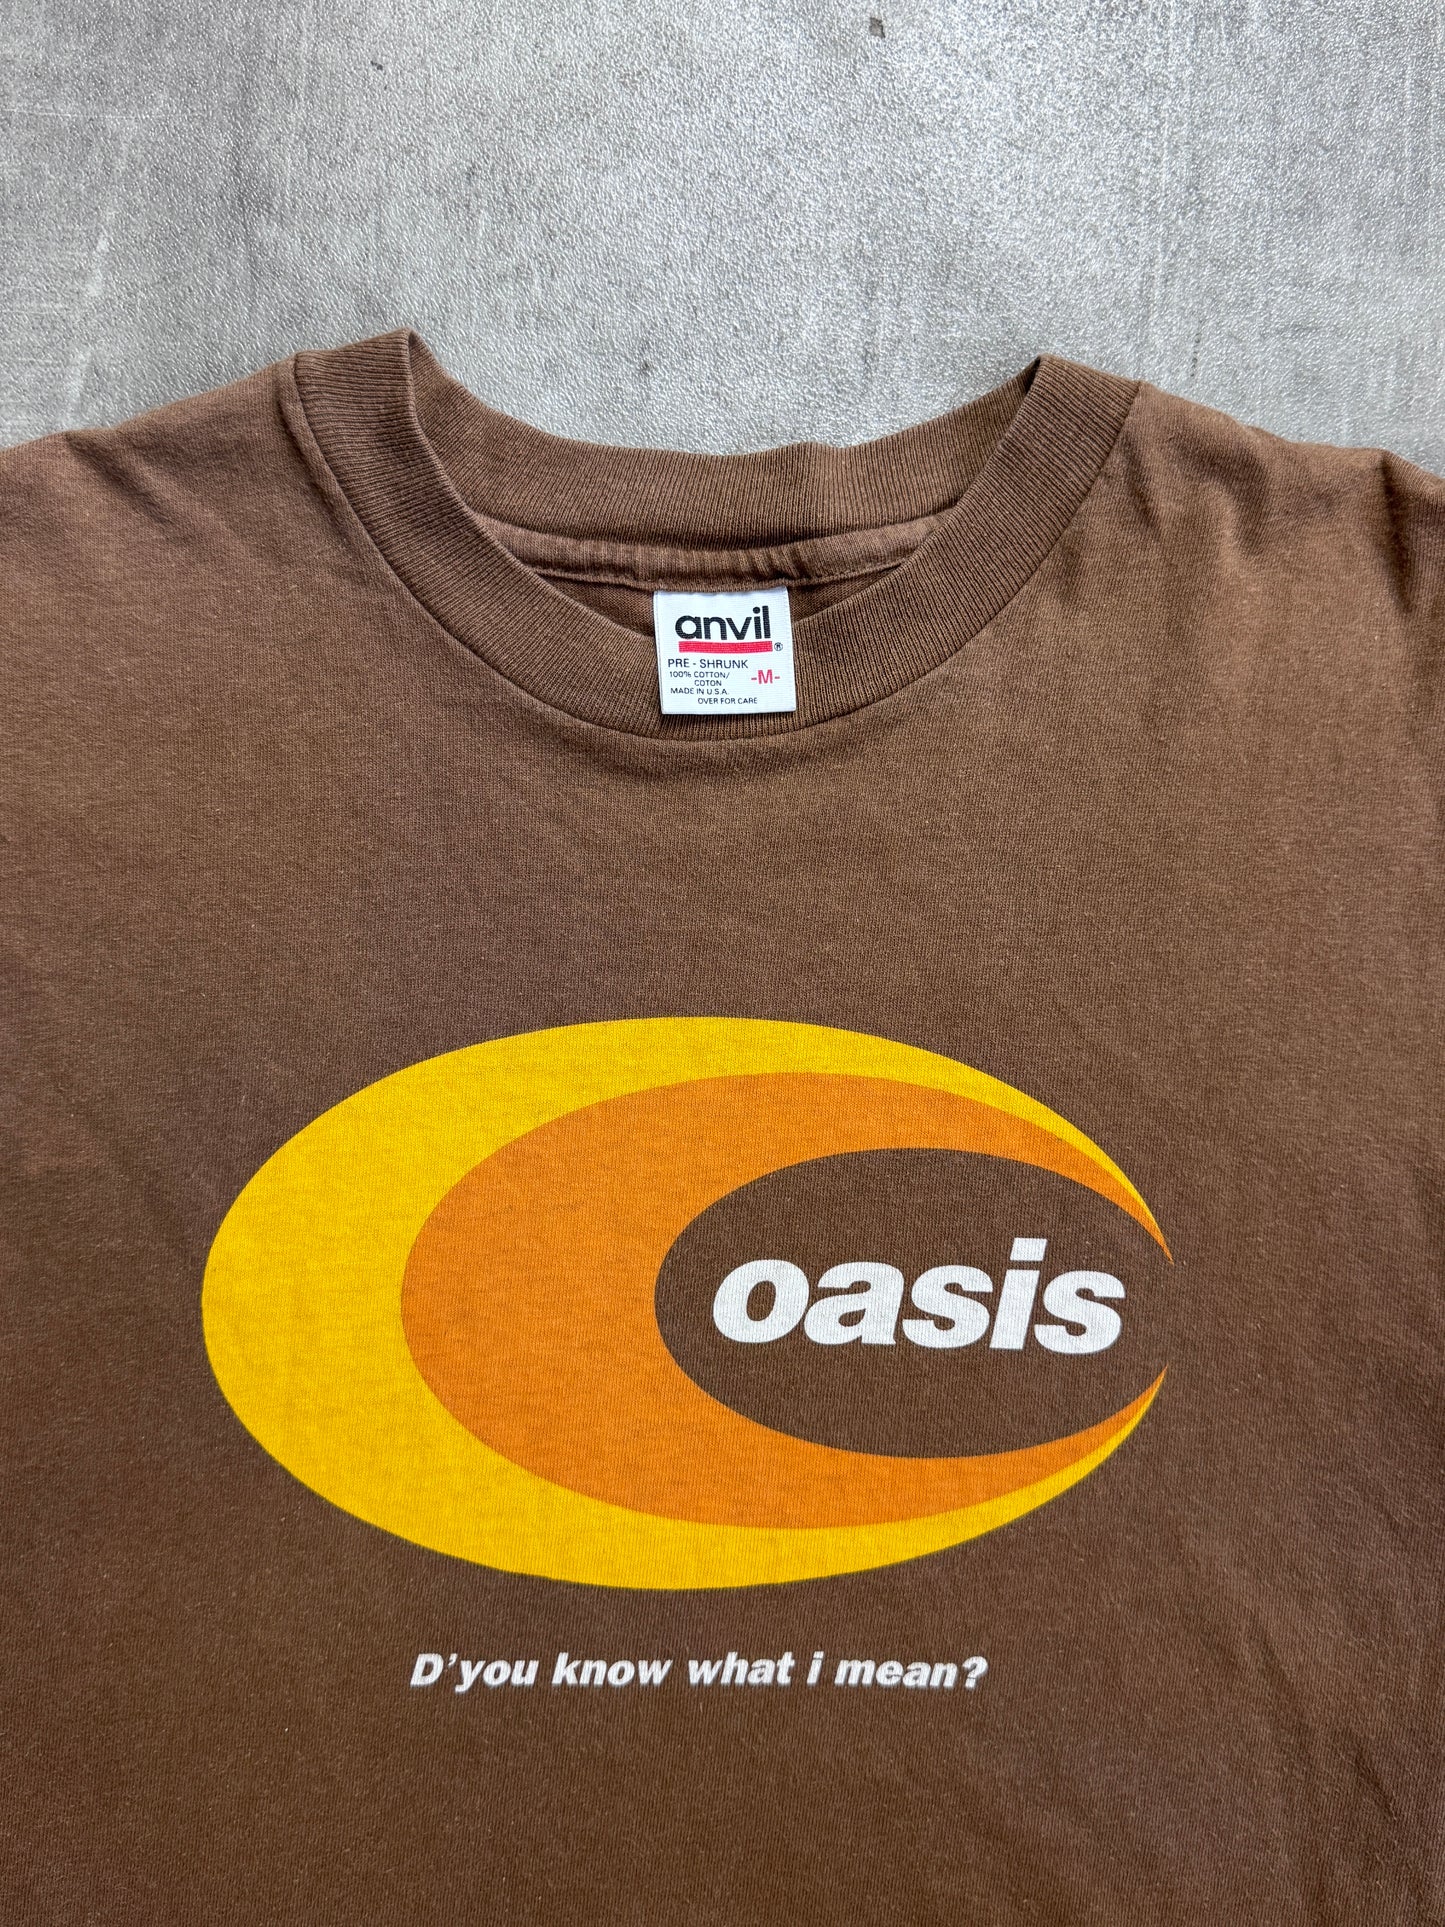 anvil®
PRE - SHRUNK
100% COTTON/
COTON
-M-
MADE IN U.S.A.
OVER FOR CARE
oasis
D'you know what i mean?